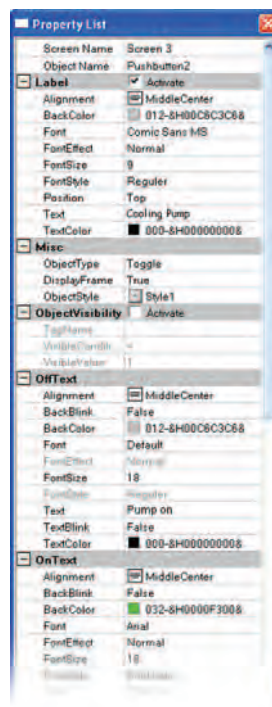 Property List
Screen Name Screen 3
Object Name Pushbutton2
Label Activate
Alignment MiddleCenter
BackColor 012-&H00C6C3C6&
Font Comic Sans MS
FontEffect Normal
FontSize 9
FontStyle Reguler
Position Top
Text Cooling Pump
TextColor 000-&H00000000&
Misc
ObjectType Toggle
DisplayFrame True
ObjectStyle Style1
ObjectVisibility Activate
TagName
VisibleConditi =
VisibleValue 1
OffText
Alignment MiddleCenter
BackBlink False
BackColor 012-&H00C6C3C6&
Font Default
FontEffect Normal
FontSize 18
FontStyle Reguler
Text Pump on
TextBlink False
TextColor 000-&H00000000&
OnText
Alignment MiddleCenter
BackBlink False
BackColor 032-&H0000F300&
Font Arial
FontEffect Normal
FontSize 18